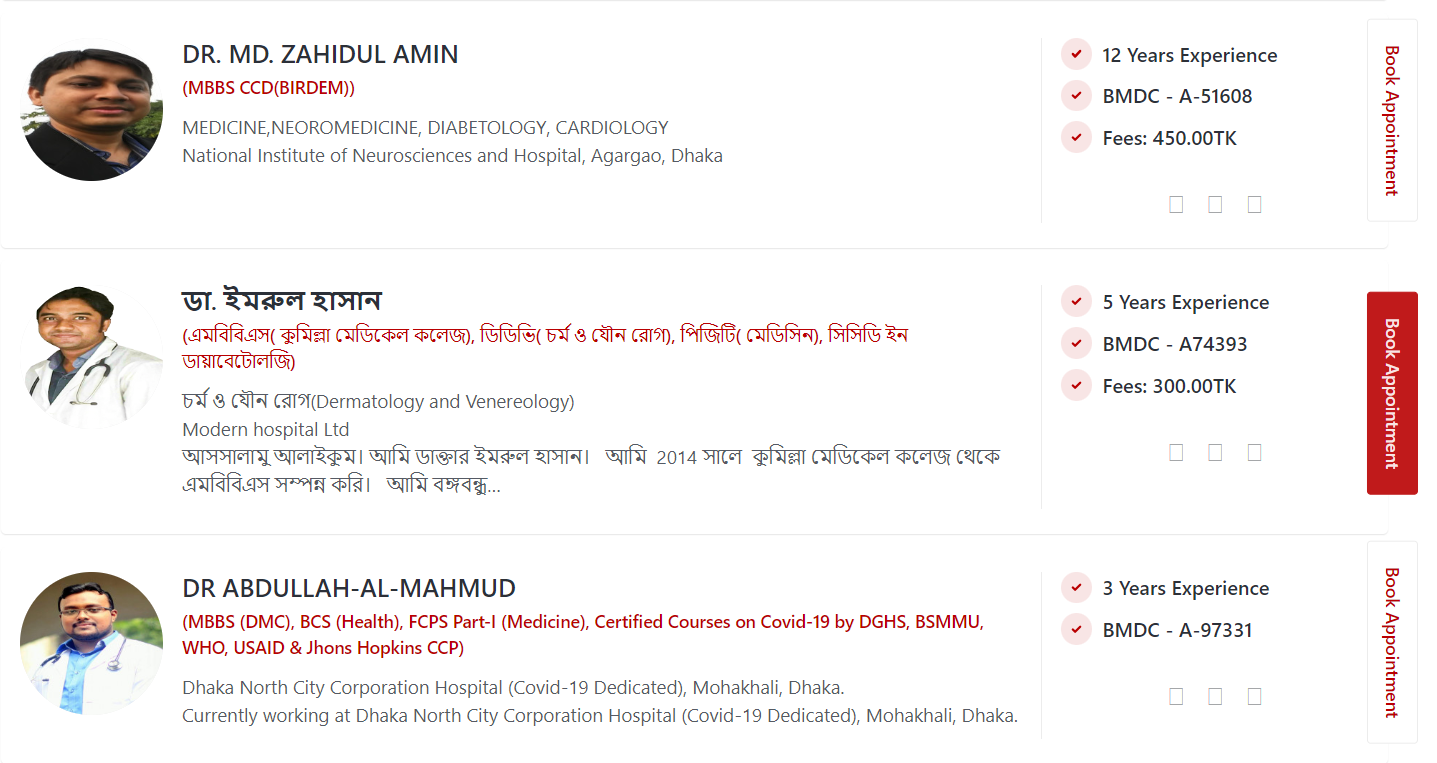 DR. MD. ZAHIDUL AMIN
(MBBS CCD(BIRDEM))
MEDICINE,NEOROMEDICINE, DIABETOLOGY, CARDIOLOGY
National Institute of Neurosciences and Hospital, Agargao, Dhaka
12 Years Experience
BMDC - A-51608
Fees: 450.00TK
Book Appointment
ডা. ইমরুল হাসান
(এমবিবিএস( কুমিল্লা মেডিকেল কলেজ), ডিডিভি( চর্ম ও যৌন রোগ), পিজিটি( মেডিসিন), সিসিডি ইন
ডায়াবেটোলজি)
চর্ম ও যৌন রোগ(Dermatology and Venereology)
Modern hospital Ltd
আসসালামু আলাইকুম। আমি ডাক্তার ইমরুল হাসান। আমি 2014 সালে কুমিল্লা মেডিকেল কলেজ থেকে
এমবিবিএস সম্পন্ন করি। আমি বঙ্গবন্ধু...
5 Years Experience
BMDC - A74393
Fees: 300.00TK
Book Appointment
DR ABDULLAH-AL-MAHMUD
(MBBS (DMC), BCS (Health), FCPS Part-I (Medicine), Certified Courses on Covid-19 by DGHS, BSMMU,
WHO, USAID & Jhons Hopkins CCP)
Dhaka North City Corporation Hospital (Covid-19 Dedicated), Mohakhali, Dhaka.
Currently working at Dhaka North City Corporation Hospital (Covid-19 Dedicated), Mohakhali, Dhaka.
3 Years Experience
BMDC - A-97331
Book Appointment